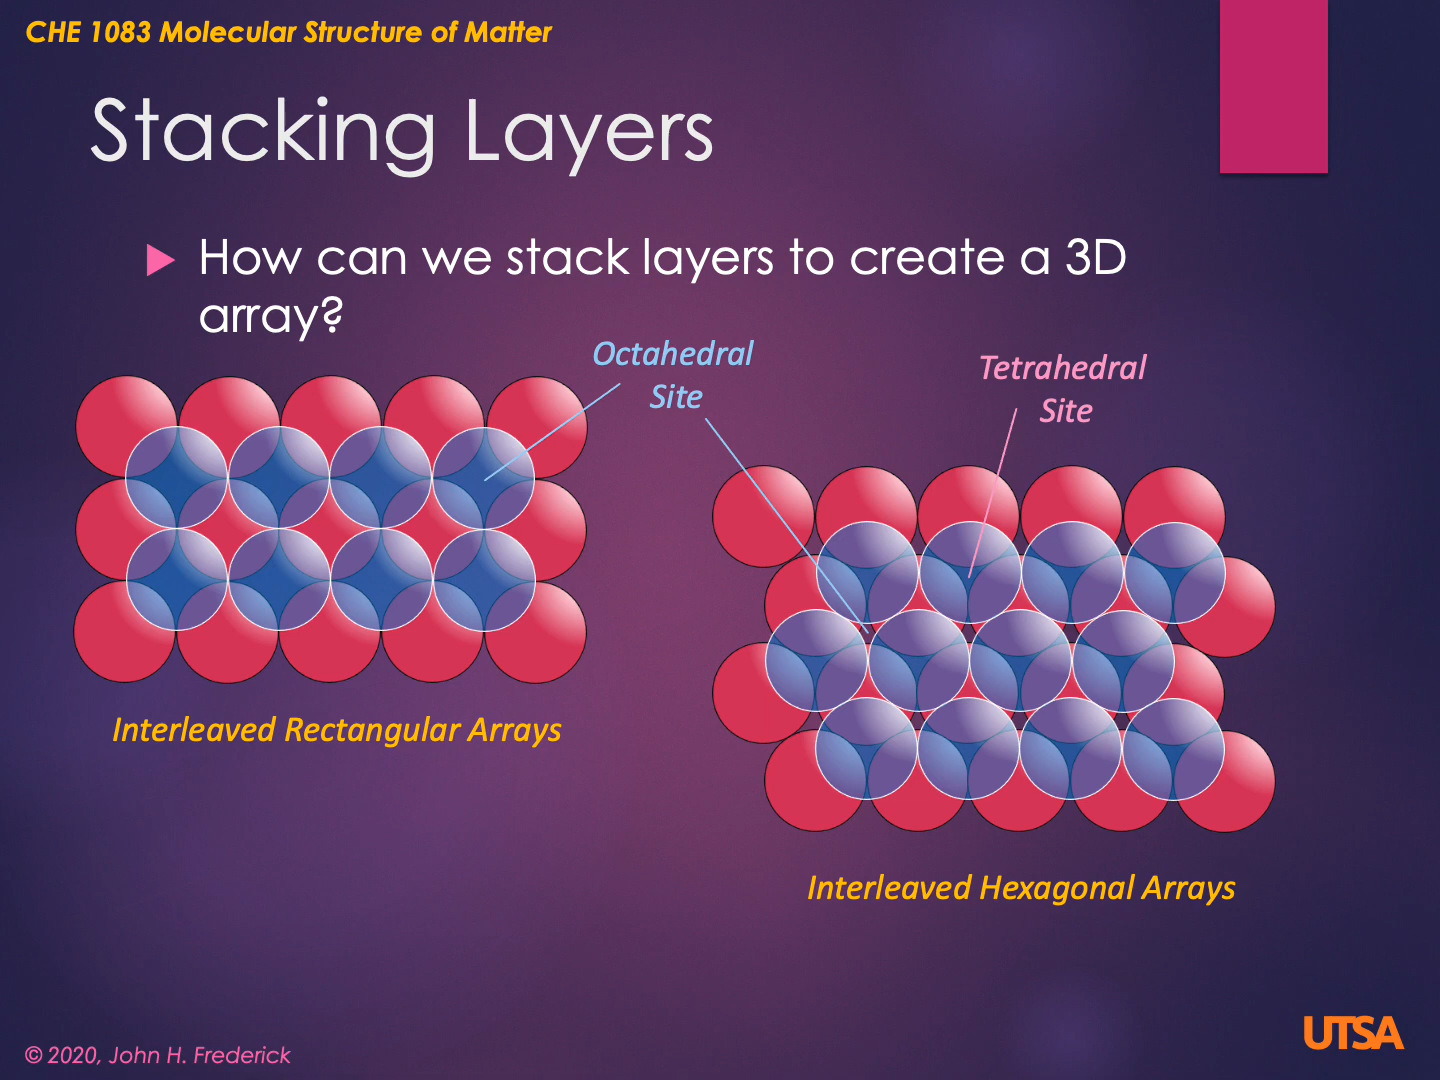 CHE 1083 Molecular Structure of Matter
Stacking Layers
How can we stack layers to create a 3D
array?
Octahedral
Site
Tetrahedral
Site
Interleaved Rectangular Arrays
Interleaved Hexagonal Arrays
© 2020, John H. Frederick
UTSA